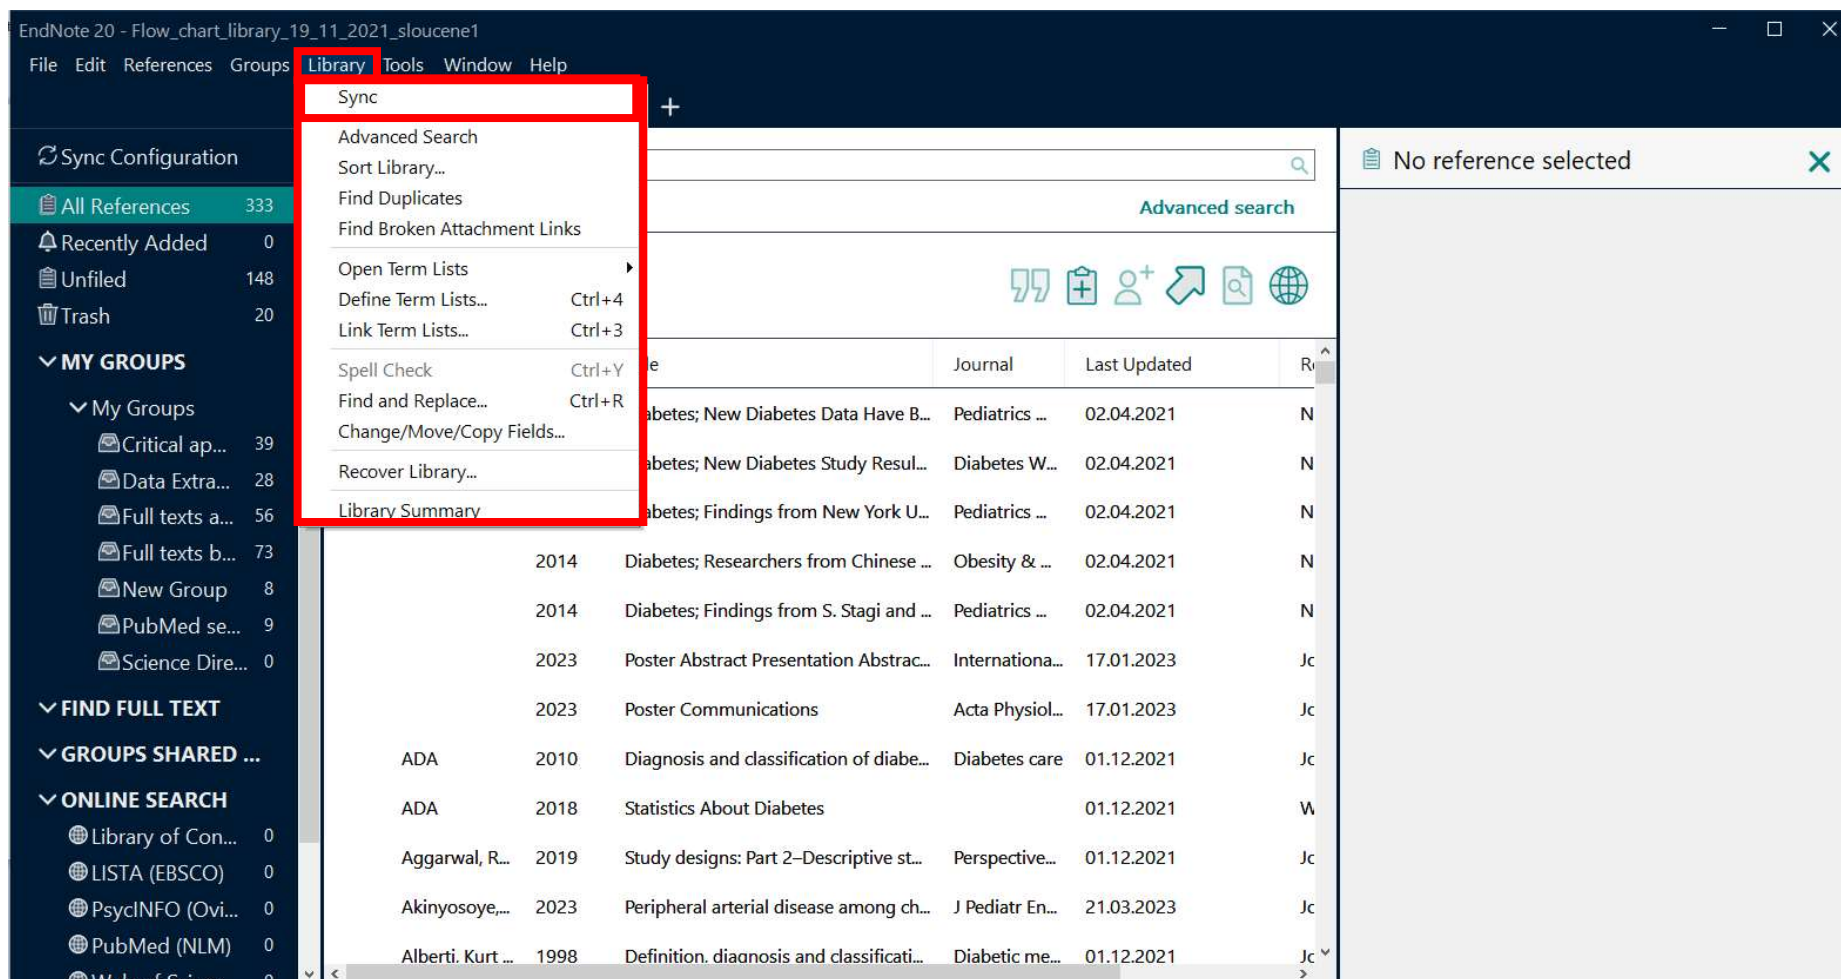 EndNote 20 - Flow_chart_library_19_11_2021_sloucene1
File Edit References Groups Library Tools Window Help
Sync
Advanced Search
Sort Library...
Find Duplicates
Find Broken Attachment Links
Open Term Lists
Define Term Lists... Ctrl+4
Link Term Lists... Ctrl+3
Spell Check Ctrl+Y
Find and Replace... Ctrl+R
Change/Move/Copy Fields...
Recover Library...
Library Summary
Sync Configuration
All References 333
Recently Added 0
Unfiled 148
Trash 20
MY GROUPS
My Groups
Critical ap... 39
Data Extra... 28
Full texts a... 56
Full texts b... 73
New Group 8
PubMed se... 9
Science Dire... 0
FIND FULL TEXT
GROUPS SHARED ...
ONLINE SEARCH
Library of Con... 0
LISTA (EBSCO) 0
PsycINFO (Ovi... 0
PubMed (NLM) 0
Advanced search
Journal Last Updated
abetes; New Diabetes Data Have B... Pediatrics ... 02.04.2021 N
abetes; New Diabetes Study Resul... Diabetes W... 02.04.2021 N
abetes; Findings from New York U... Pediatrics ... 02.04.2021 N
2014 Diabetes; Researchers from Chinese ... Obesity & ... 02.04.2021 N
2014 Diabetes; Findings from S. Stagi and ... Pediatrics ... 02.04.2021 N
2023 Poster Abstract Presentation Abstrac... Internationa... 17.01.2023 Jo
2023 Poster Communications Acta Physiol... 17.01.2023 Jo
ADA 2010 Diagnosis and classification of diabe... Diabetes care 01.12.2021 Jo
ADA 2018 Statistics About Diabetes 01.12.2021 W
Aggarwal, R... 2019 Study designs: Part 2–Descriptive st... Perspective... 01.12.2021 Jo
Akinyosoye,... 2023 Peripheral arterial disease among ch... J Pediatr En... 21.03.2023 Jo
Alberti, Kurt ... 1998 Definition, diagnosis and classificati... Diabetic me... 01.12.2021 Jo
No reference selected